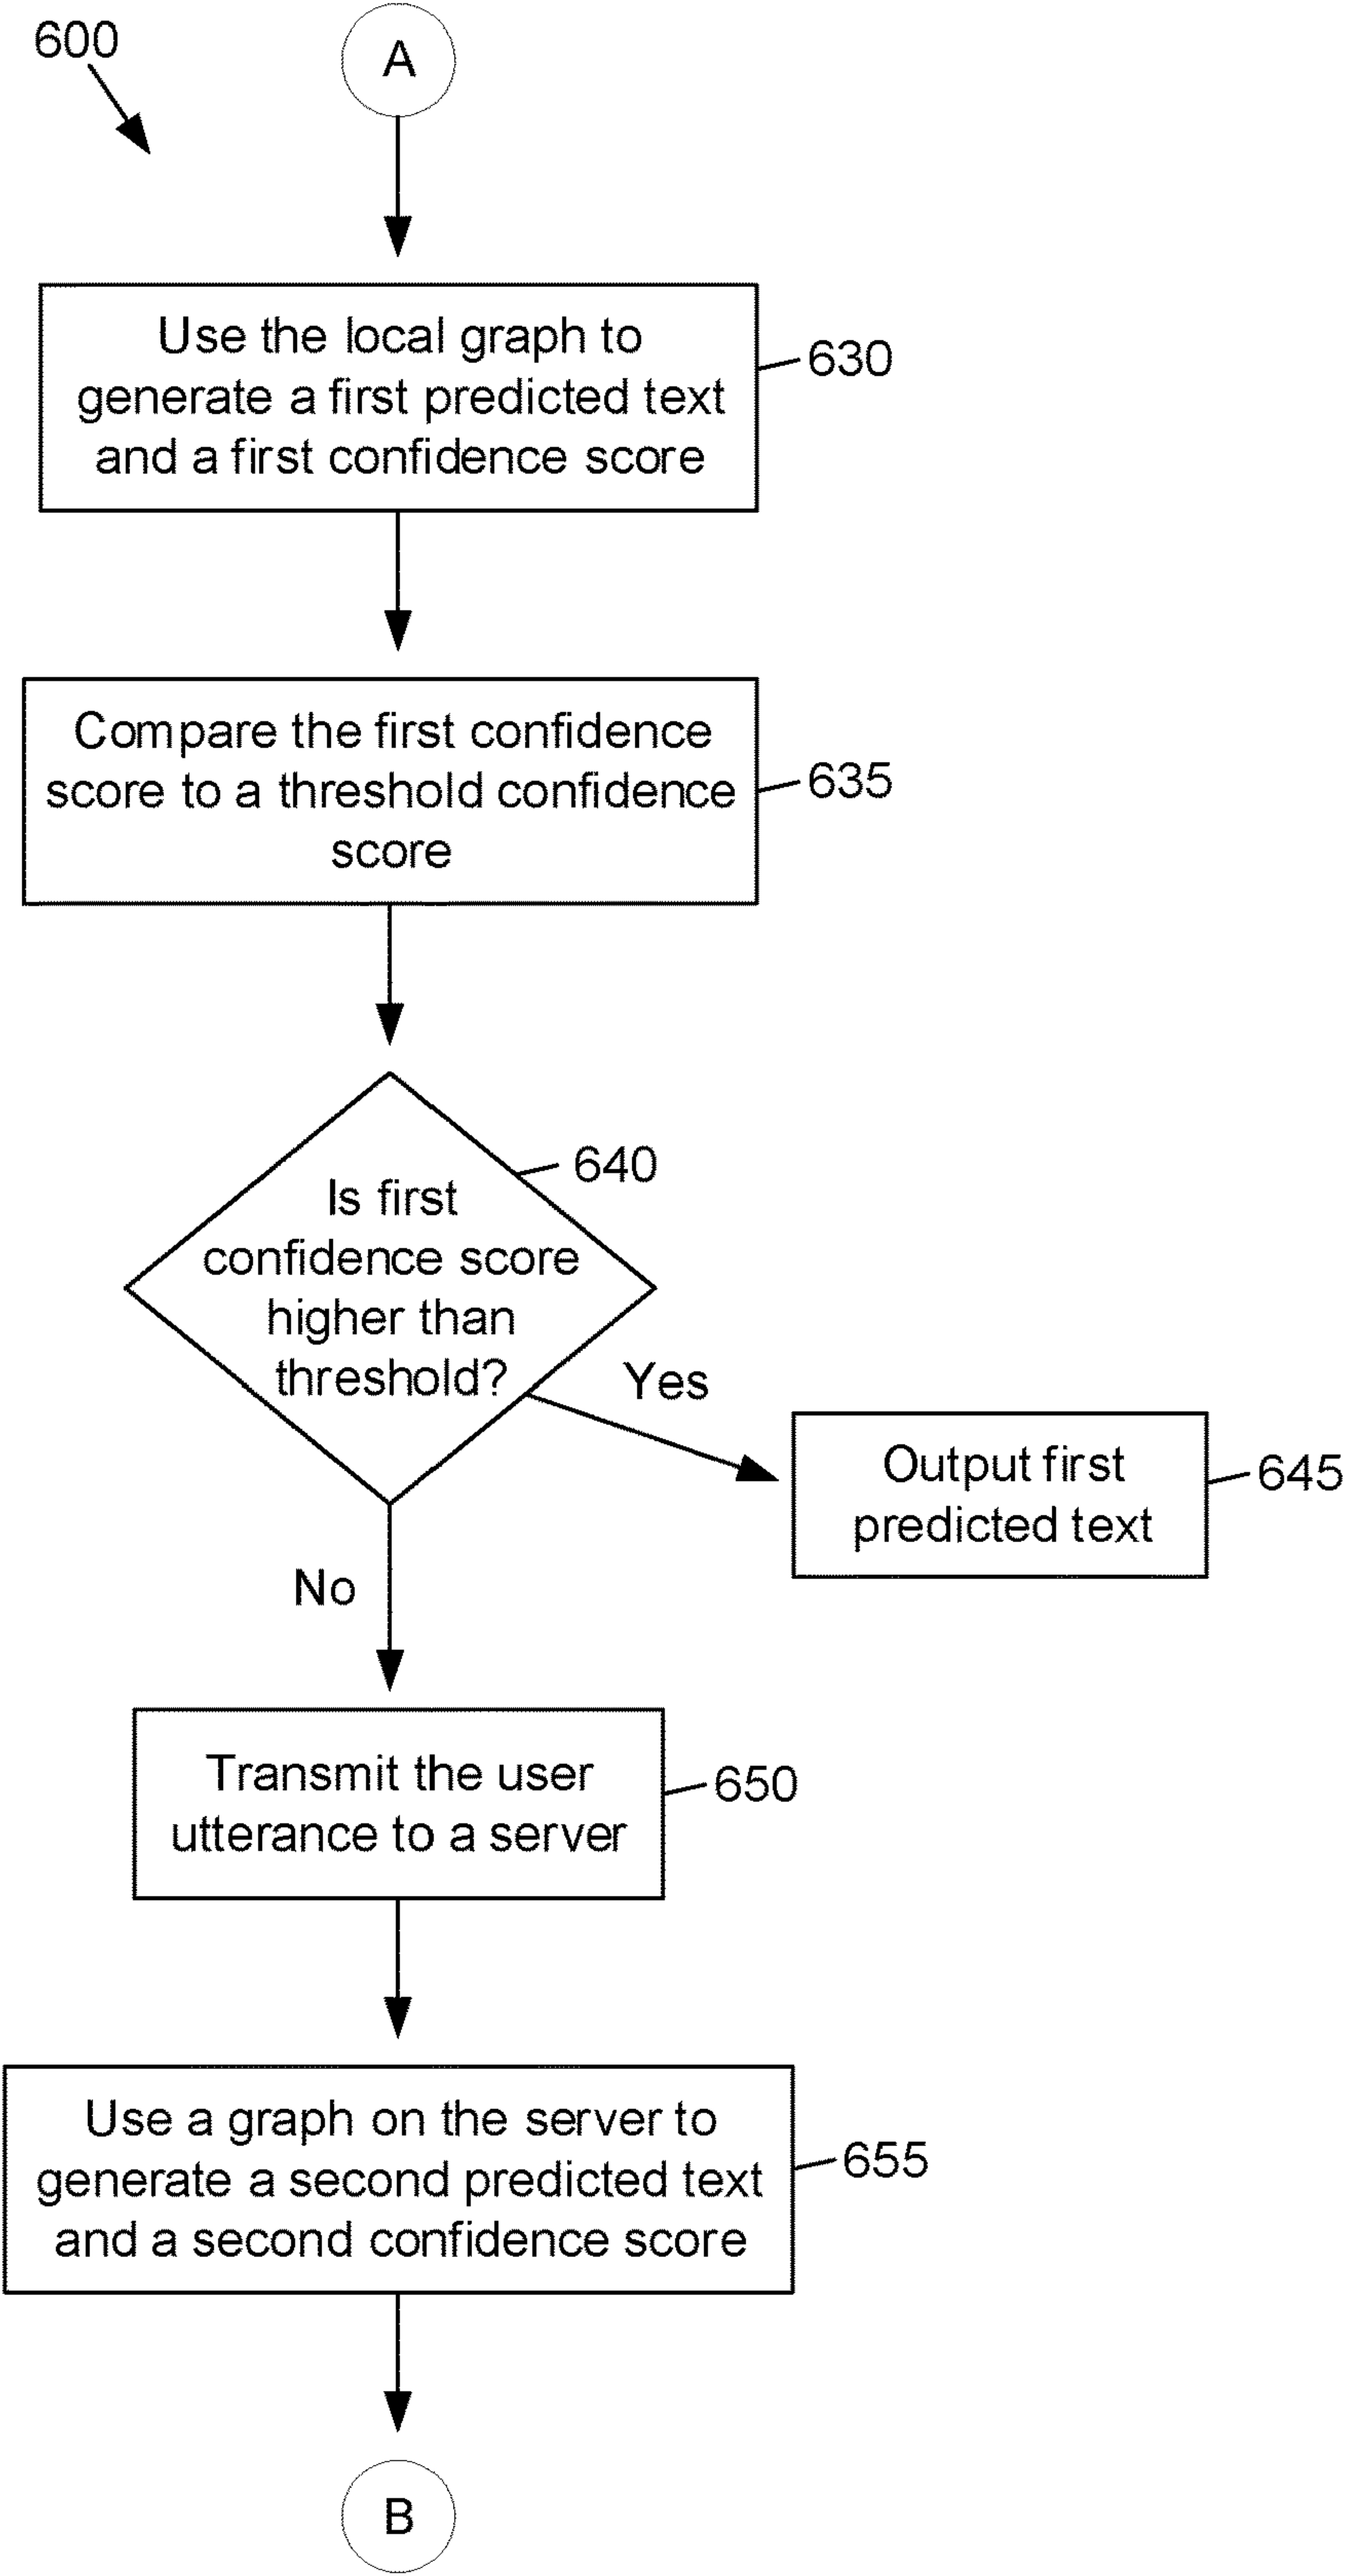 600
A
Use the local graph to
generate a first predicted text
and a first confidence score
630
Compare the first confidence
score to a threshold confidence
score
635
640
Is first
confidence score
higher than
threshold?
Yes
Output first
predicted text
645
No
Transmit the user
utterance to a server
650
Use a graph on the server to
generate a second predicted text
and a second confidence score
655
B